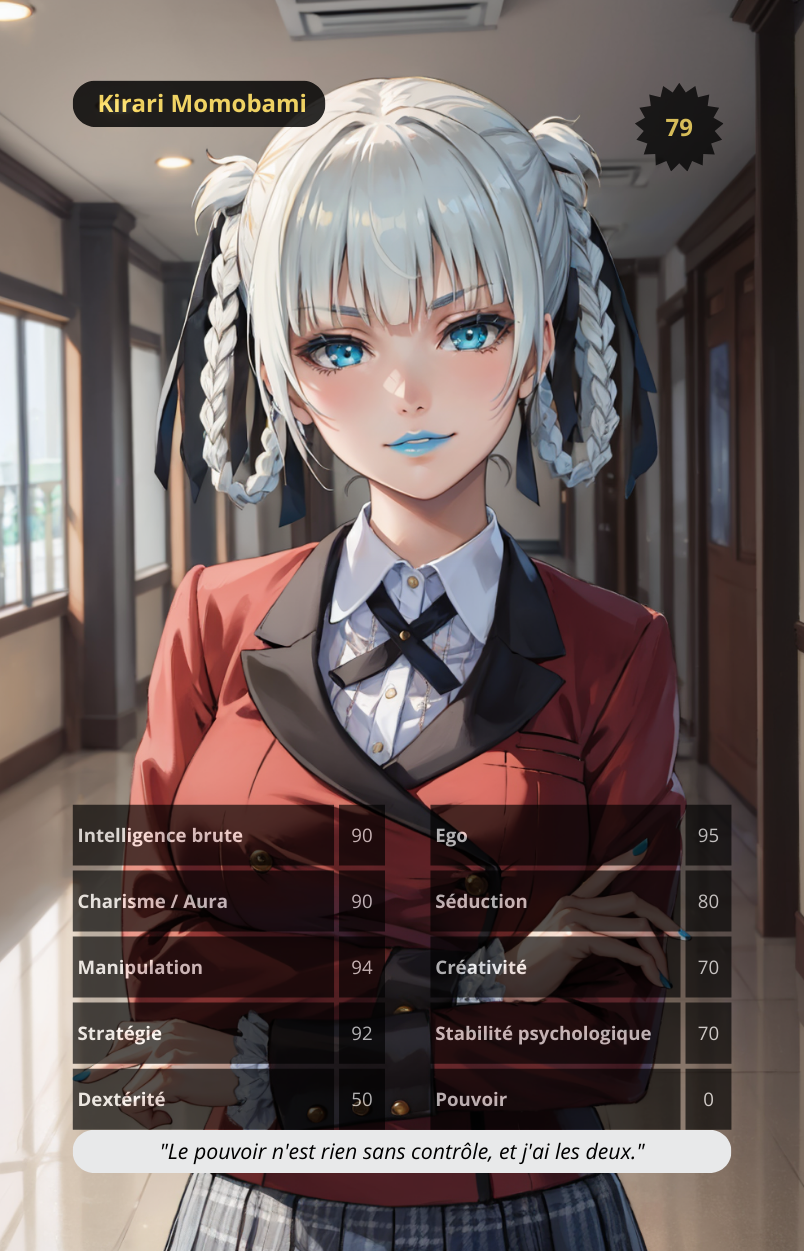 Kirari Momobami
79
Intelligence brute 90
Ego 95
Charisme / Aura 90
Séduction 80
Manipulation 94
Créativité 70
Stratégie 92
Stabilité psychologique 70
Dextérité 50
Pouvoir 0
"Le pouvoir n'est rien sans contrôle, et j'ai les deux."